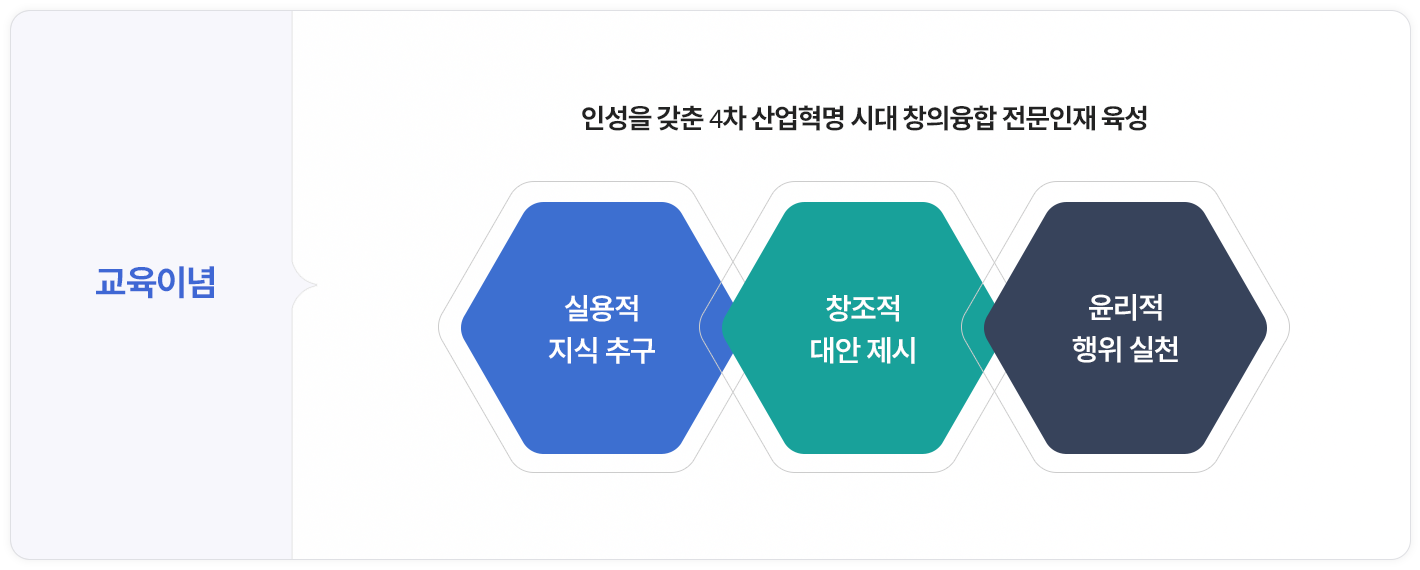 교육이념
인성을 갖춘 4차 산업혁명 시대 창의융합 전문인재 육성
실용적
지식 추구
창조적
대안 제시
윤리적
행위 실천